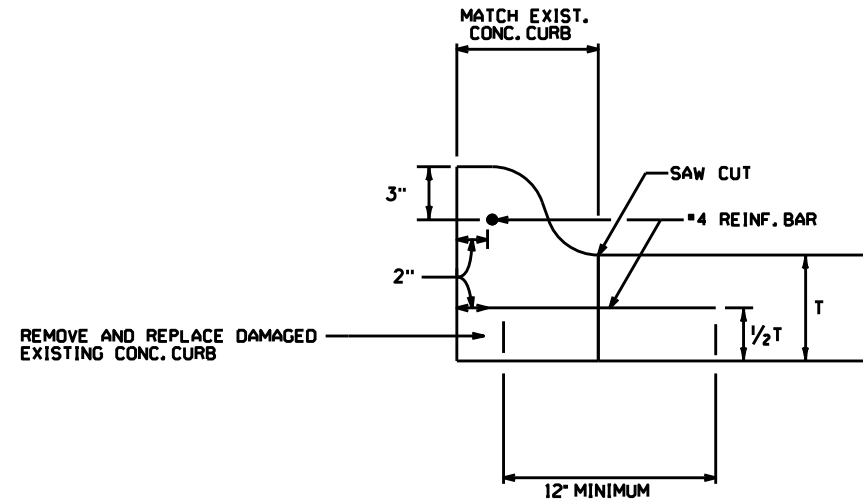 MATCH EXIST.
CONC. CURB
SAW CUT
3"
#4 REINF. BAR
2"
T
1/2T
REMOVE AND REPLACE DAMAGED
EXISTING CONC. CURB
12" MINIMUM